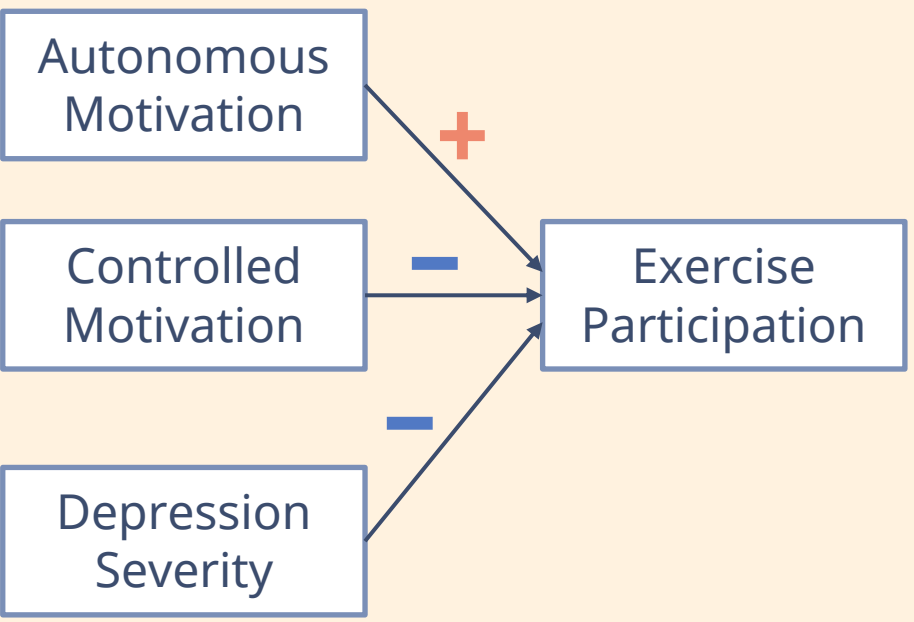 Autonomous
Motivation
+
Controlled
Motivation
−
Exercise
Participation
−
Depression
Severity